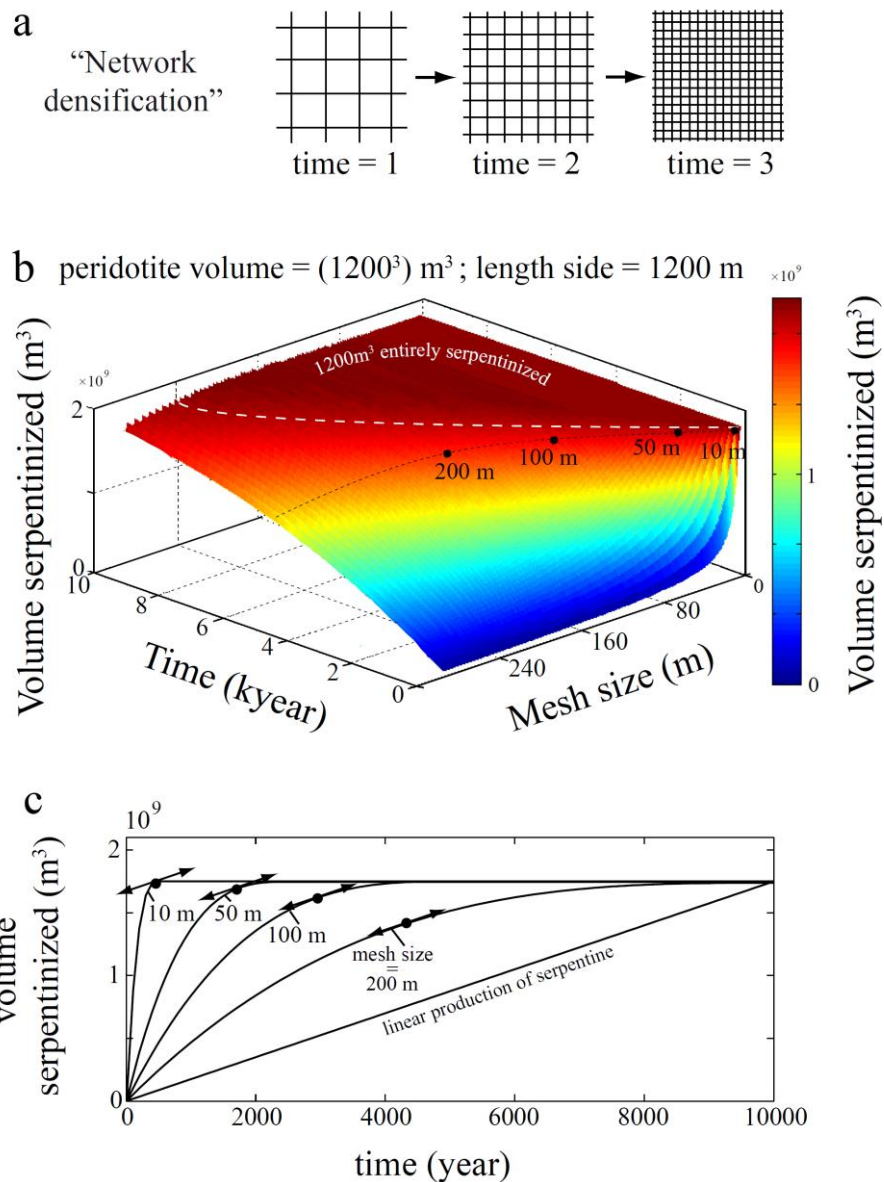 a
“Network
densification”
time = 1
time = 2
time = 3
b peridotite volume = (1200³) m³ ; length side = 1200 m
×10⁹
Volume serpentinized (m³)
×10⁹
2
0
1200m³ entirely serpentinized
200 m
100 m
50 m
10 m
10
8
6
4
2
0
Time (kyear)
240
160
80
0
Mesh size (m)
1
0
Volume serpentinized (m³)
c
10⁹
2
1
0
volume
serpentinized (m³)
10 m
50 m
100 m
mesh size
=
200 m
linear production of serpentine
0
2000
4000
6000
8000
10000
time (year)